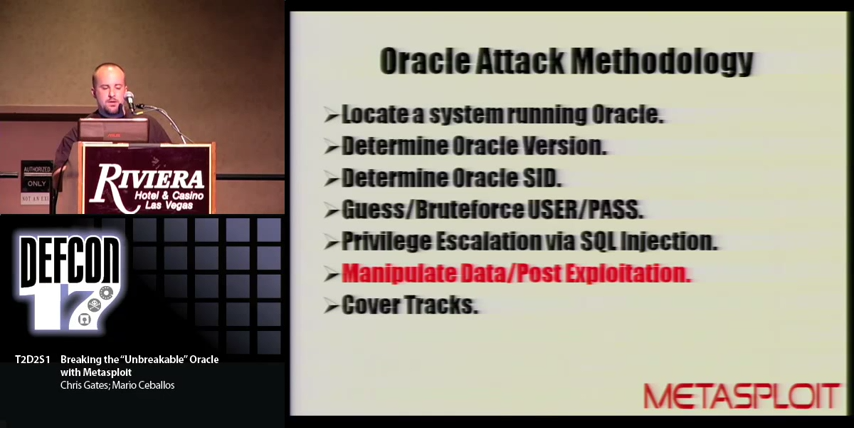 Oracle Attack Methodology
Locate a system running Oracle.
Determine Oracle Version.
Determine Oracle SID.
Guess/Bruteforce USER/PASS.
Privilege Escalation via SQL Injection.
Manipulate Data/Post Exploitation.
Cover Tracks.
METASPLOIT
AUTHORIZED
ONLY
RIVIERA
Hotel & Casino
Las Vegas
DEFCON
17
T2D2S1 Breaking the “Unbreakable” Oracle
with Metasploit
Chris Gates; Mario Ceballos